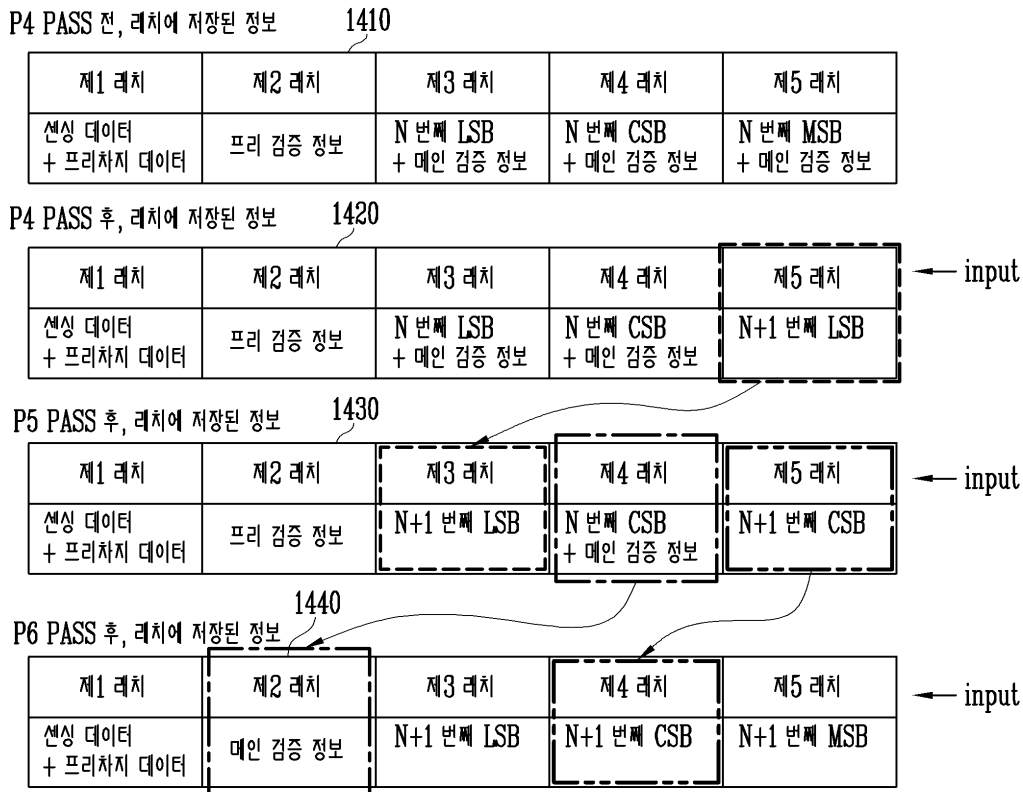 P4 PASS 전, 래치에 저장된 정보
1410
제1 래치 제2 래치 제3 래치 제4 래치 제5 래치
센싱 데이터 + 프리차지 데이터
프리 검증 정보
N 번째 LSB + 메인 검증 정보
N 번째 CSB + 메인 검증 정보
N 번째 MSB + 메인 검증 정보
P4 PASS 후, 래치에 저장된 정보
1420
제1 래치 제2 래치 제3 래치 제4 래치 제5 래치
input
센싱 데이터 + 프리차지 데이터
프리 검증 정보
N 번째 LSB + 메인 검증 정보
N 번째 CSB + 메인 검증 정보
N+1 번째 LSB
P5 PASS 후, 래치에 저장된 정보
1430
제1 래치 제2 래치 제3 래치 제4 래치 제5 래치
input
센싱 데이터 + 프리차지 데이터
프리 검증 정보
N+1 번째 LSB
N 번째 CSB + 메인 검증 정보
N+1 번째 CSB
P6 PASS 후, 래치에 저장된 정보
1440
제1 래치 제2 래치 제3 래치 제4 래치 제5 래치
input
센싱 데이터 + 프리차지 데이터
메인 검증 정보
N+1 번째 LSB
N+1 번째 CSB
N+1 번째 MSB